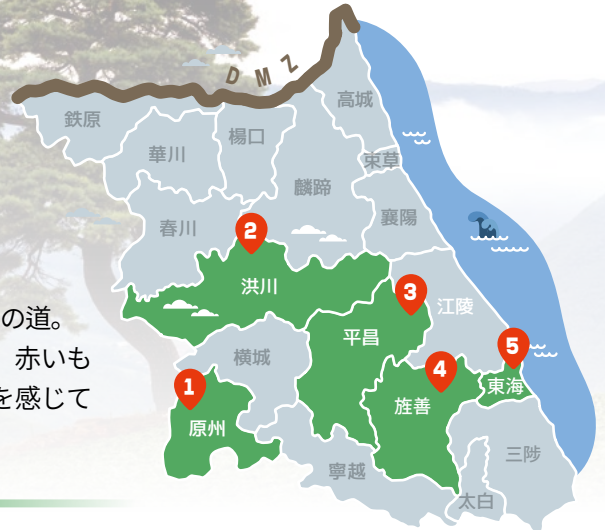 DMZ
高城
鉄原
楊口
華川
束草
麟蹄
襄陽
春川
2
洪川
3
江陵
の道。
平昌
5
赤いも
横城
4
東海
1
を感じて
旌善
原州
三陟
寧越
太白